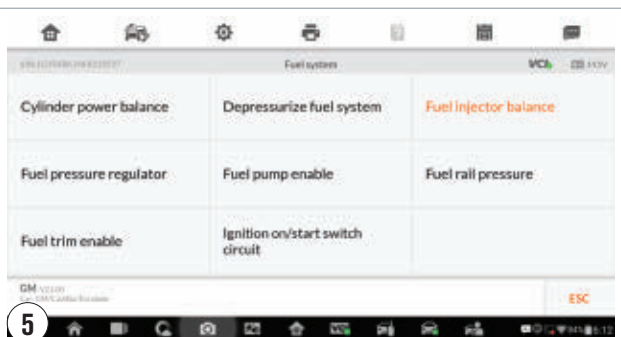 Fuel system
VCI
Cylinder power balance
Depressurize fuel system
Fuel injector balance
Fuel pressure regulator
Fuel pump enable
Fuel rail pressure
Fuel trim enable
Ignition on/start switch
circuit
GM
ESC
5